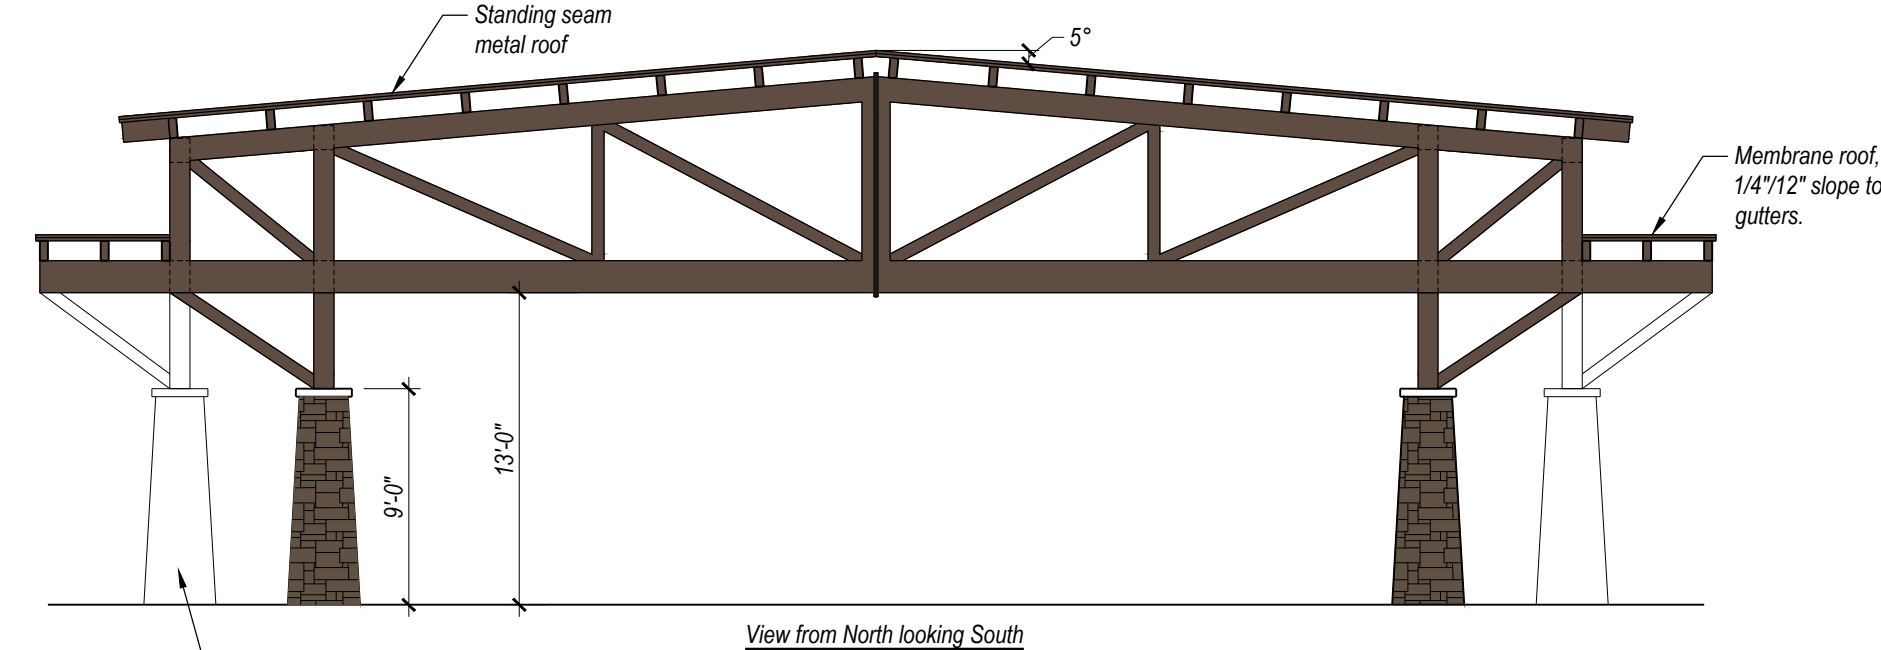 Standing seam
metal roof
5°
Membrane roof,
1/4"/12" slope to
gutters.
13'-0"
9'-0"
View from North looking South